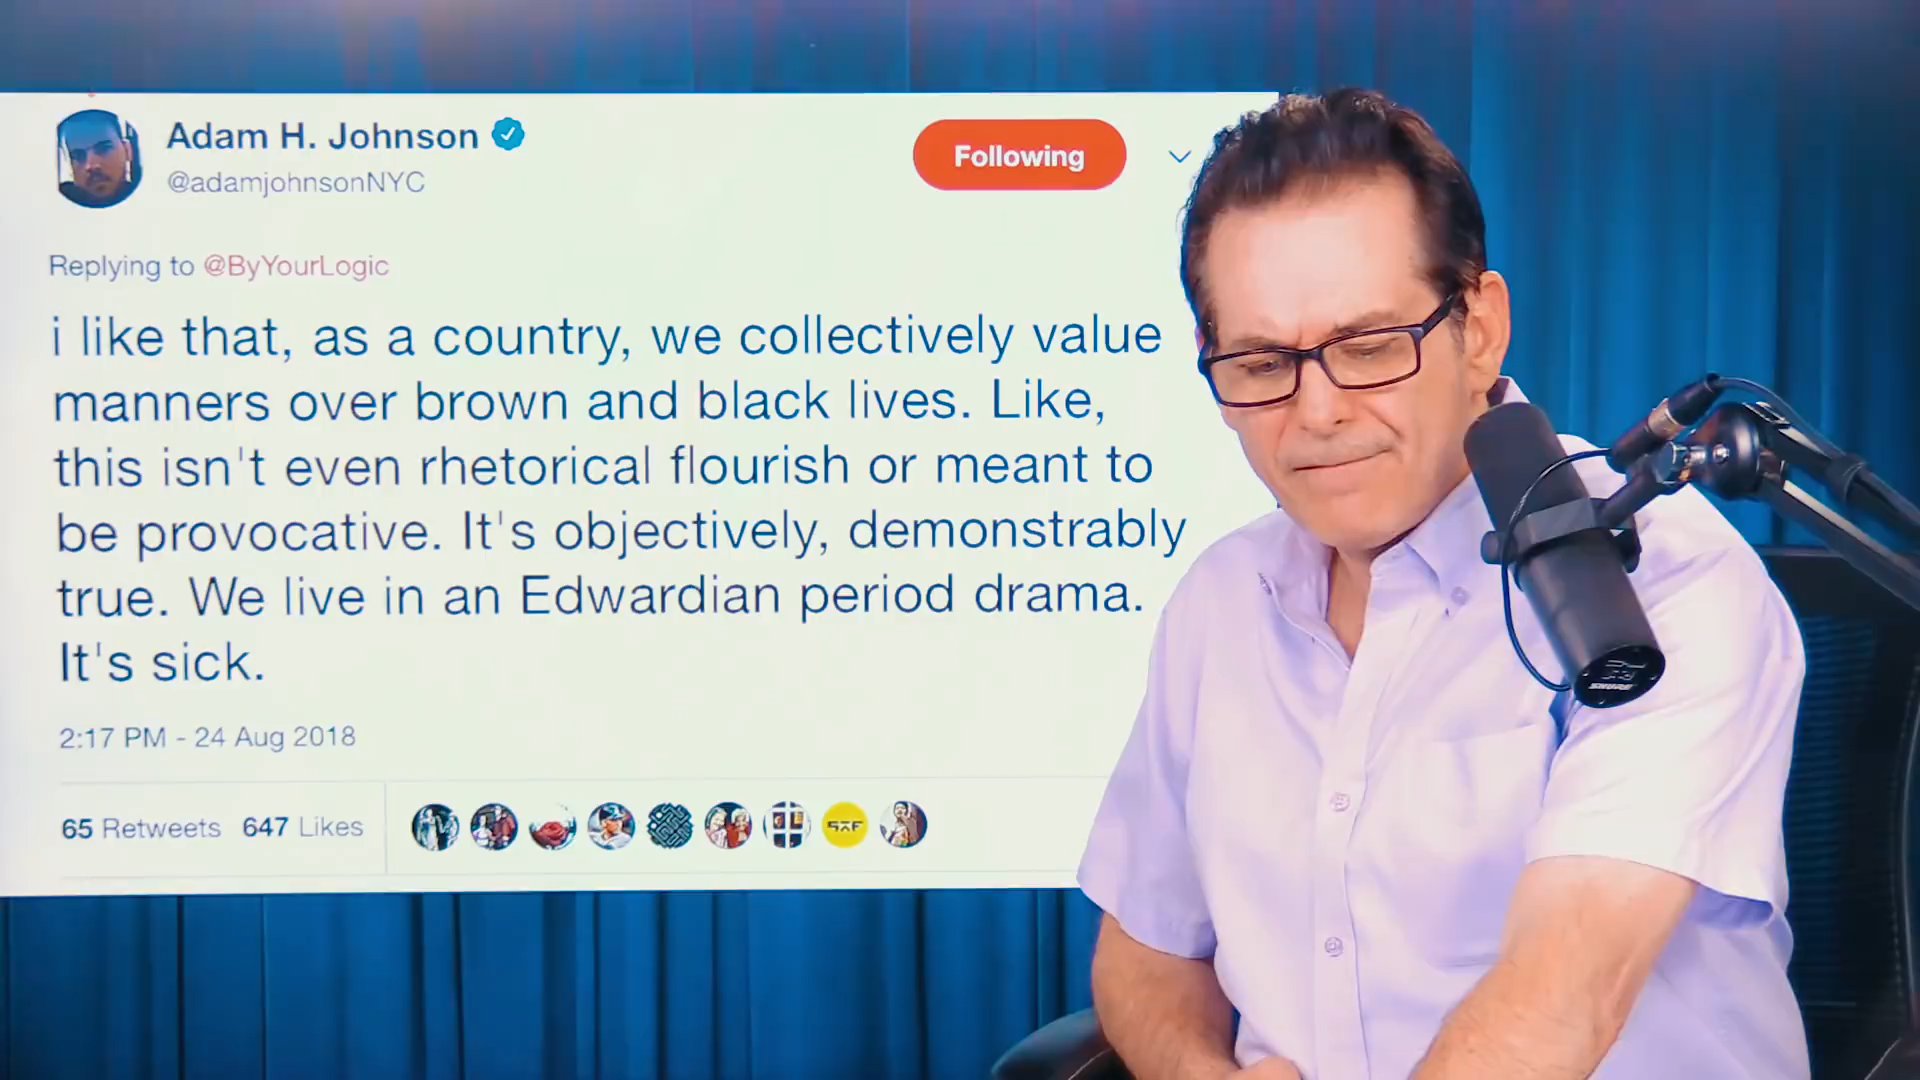 Adam H. Johnson
@adamjohnsonNYC
Following
Replying to @ByYourLogic
i like that, as a country, we collectively value
manners over brown and black lives. Like,
this isn't even rhetorical flourish or meant to
be provocative. It's objectively, demonstrably
true. We live in an Edwardian period drama.
It's sick.
2:17 PM - 24 Aug 2018
65 Retweets 647 Likes